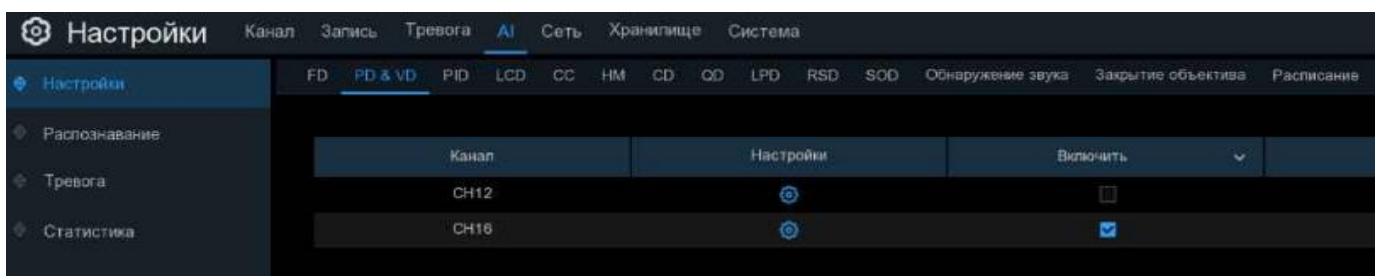 Настройки Канал Запись Тревога AI Сеть Хранилище Система
Настройки FD PD & VD PID LCD CC HM CD QD LPD RSD SOD Обнаружение звука Закрытие объектива Расписание
Распознавание
Канал Настройки Включить
Тревога
CH12
Статистика
CH16